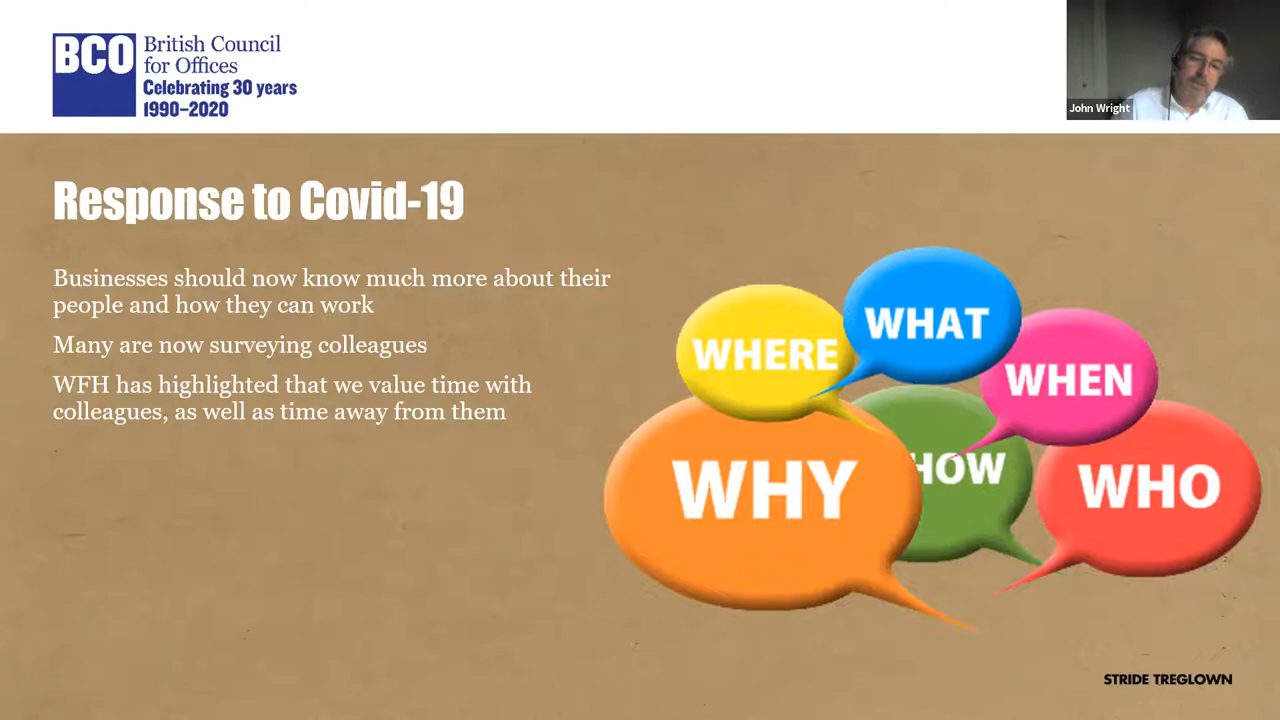 BCO
British Council
for Offices
Celebrating 30 years
1990–2020
John Wright
Response to Covid-19
Businesses should now know much more about their
people and how they can work
Many are now surveying colleagues
WFH has highlighted that we value time with
colleagues, as well as time away from them
WHERE
WHAT
WHEN
WHY
HOW
WHO
STRIDE TREGLOWN